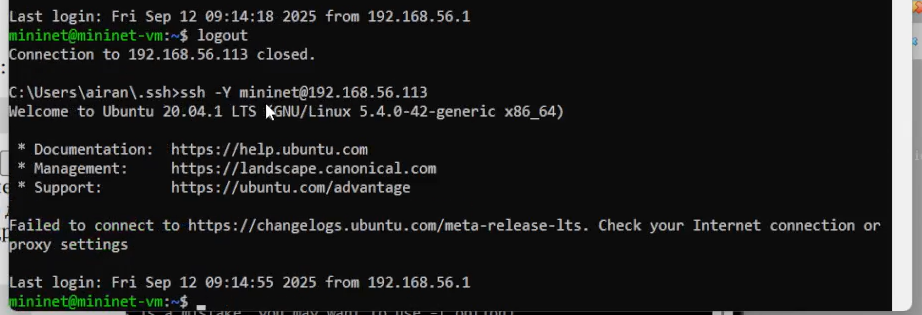 Last login: Fri Sep 12 09:14:18 2025 from 192.168.56.1
mininet@mininet-vm:~$ logout
Connection to 192.168.56.113 closed.
C:\Users\airan\.ssh>ssh -Y mininet@192.168.56.113
Welcome to Ubuntu 20.04.1 LTS (GNU/Linux 5.4.0-42-generic x86_64)
* Documentation:  https://help.ubuntu.com
* Management:     https://landscape.canonical.com
* Support:        https://ubuntu.com/advantage
Failed to connect to https://changelogs.ubuntu.com/meta-release-lts. Check your Internet connection or
proxy settings
Last login: Fri Sep 12 09:14:55 2025 from 192.168.56.1
mininet@mininet-vm:~$
is a mistake, you may want to use -f option)